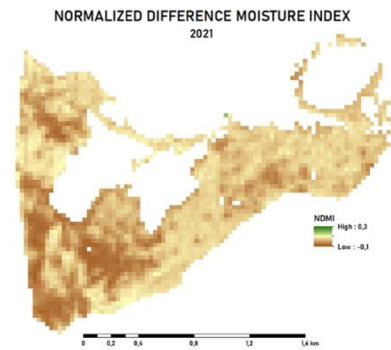 NORMALIZED DIFFERENCE MOISTURE INDEX
2021
NDMI
High : 0,3
Low : -0,1
0 0,2 0,4 0,8 1,2 1,6 km